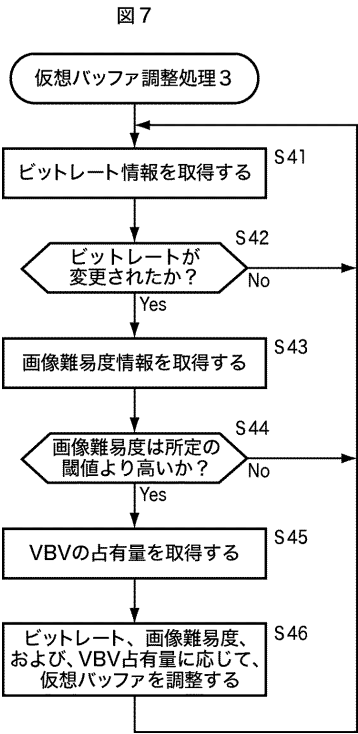 図7
仮想バッファ調整処理3
S41
ビットレート情報を取得する
S42
ビットレートが
変更されたか？
No
Yes
S43
画像難易度情報を取得する
S44
画像難易度は所定の
閾値より高いか？
No
Yes
S45
VBVの占有量を取得する
S46
ビットレート、画像難易度、
および、VBV占有量に応じて、
仮想バッファを調整する